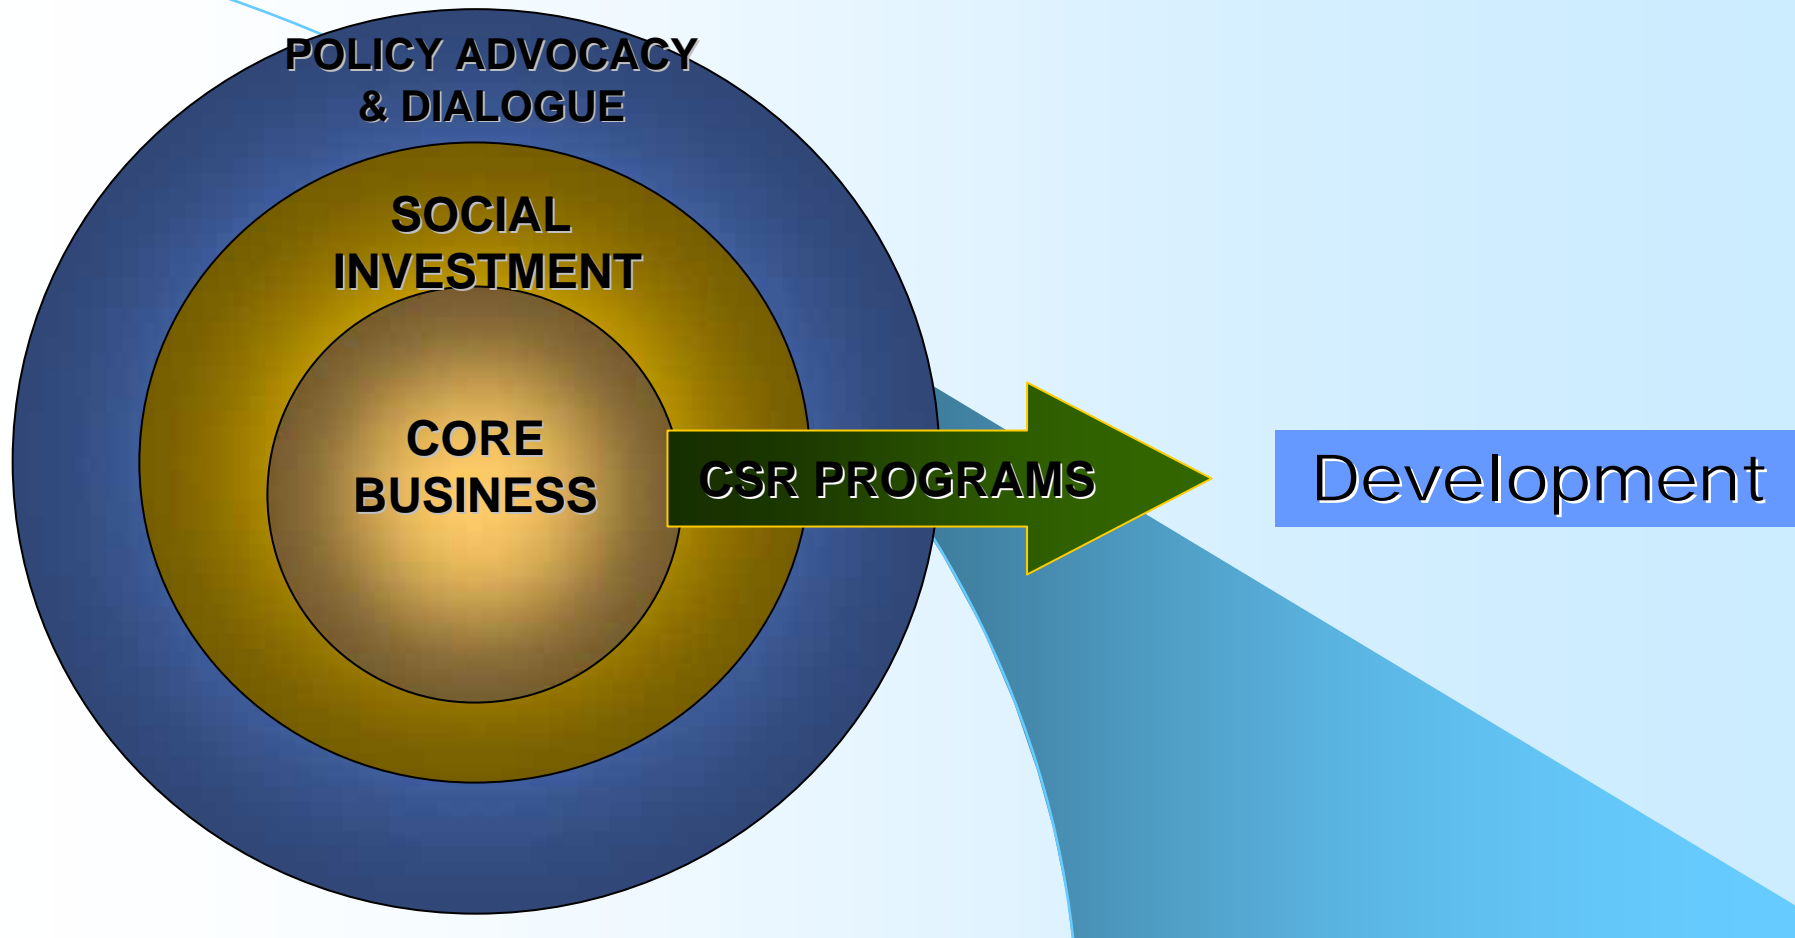 POLICY ADVOCACY
& DIALOGUE
SOCIAL
INVESTMENT
CORE
BUSINESS
CSR PROGRAMS
Development